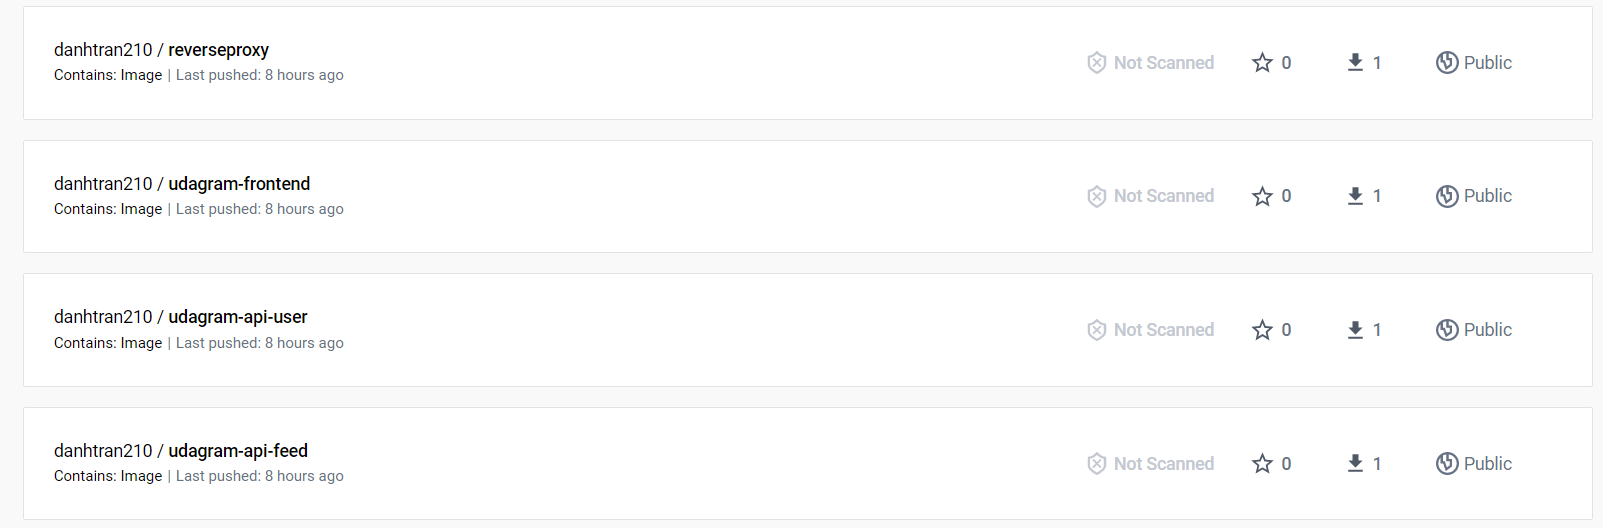 danhtran210 / reverseproxy
Contains: Image | Last pushed: 8 hours ago
Not Scanned 0 1 Public
danhtran210 / udagram-frontend
Contains: Image | Last pushed: 8 hours ago
Not Scanned 0 1 Public
danhtran210 / udagram-api-user
Contains: Image | Last pushed: 8 hours ago
Not Scanned 0 1 Public
danhtran210 / udagram-api-feed
Contains: Image | Last pushed: 8 hours ago
Not Scanned 0 1 Public